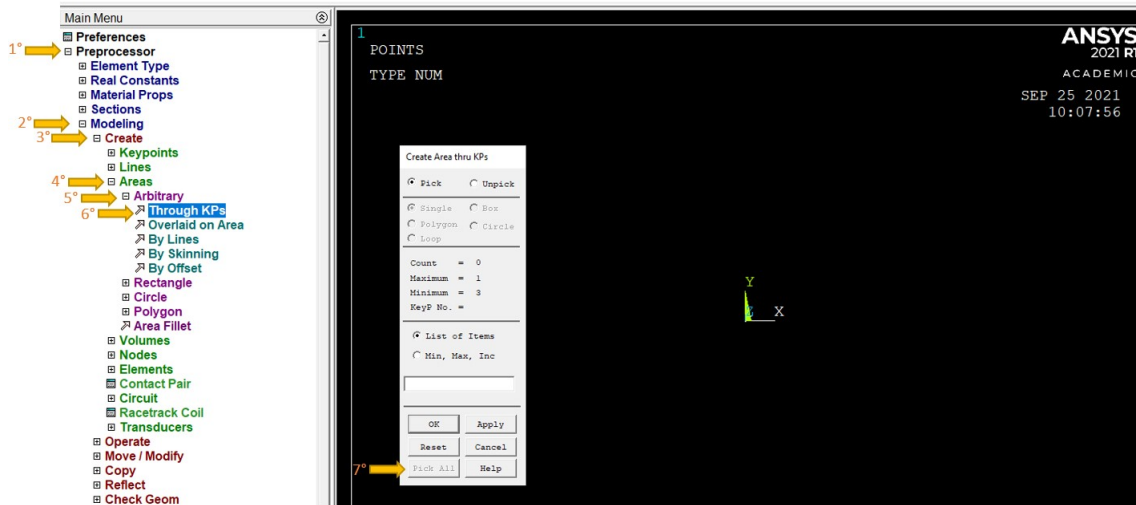 Main Menu
Preferences
1° Preprocessor
Element Type
Real Constants
Material Props
Sections
2° Modeling
3° Create
Keypoints
Lines
4° Areas
5° Arbitrary
6° Through KPs
Overlaid on Area
By Lines
By Skinning
By Offset
Rectangle
Circle
Polygon
Area Fillet
Volumes
Nodes
Elements
Contact Pair
Circuit
Racetrack Coil
Transducers
Operate
Move / Modify
Copy
Reflect
Check Geom
1
POINTS
TYPE NUM
ANSYS
2021 R1
ACADEMIC
SEP 25 2021
10:07:56
Create Area thru KPs
Pick Unpick
Single Box
Polygon Circle
Loop
Count = 0
Maximum = 1
Minimum = 3
KeyP No. =
List of Items
Min, Max, Inc
OK Apply
Reset Cancel
7° Pick All Help
Y
Z X